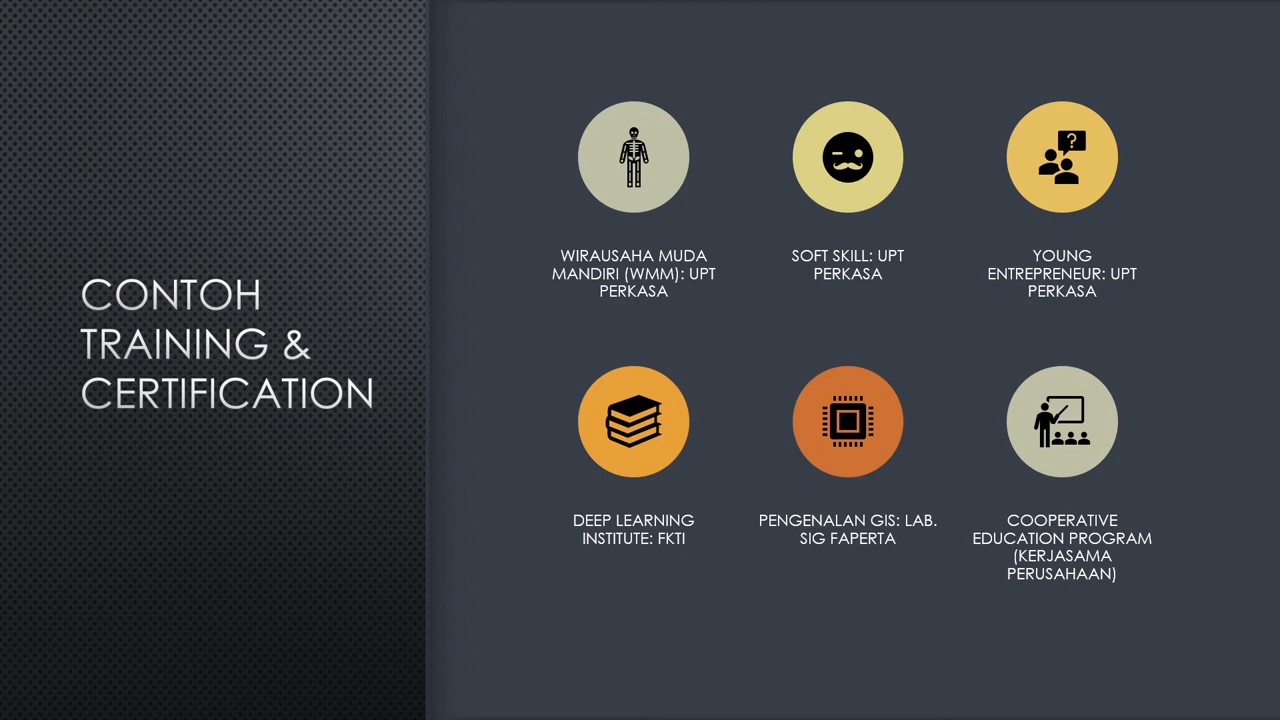 CONTOH
TRAINING &
CERTIFICATION
?
WIRAUSAHA MUDA
MANDIRI (WMM): UPT
PERKASA
SOFT SKILL: UPT
PERKASA
YOUNG
ENTREPRENEUR: UPT
PERKASA
DEEP LEARNING
INSTITUTE: FKTI
PENGENALAN GIS: LAB.
SIG FAPERTA
COOPERATIVE
EDUCATION PROGRAM
(KERJASAMA
PERUSAHAAN)